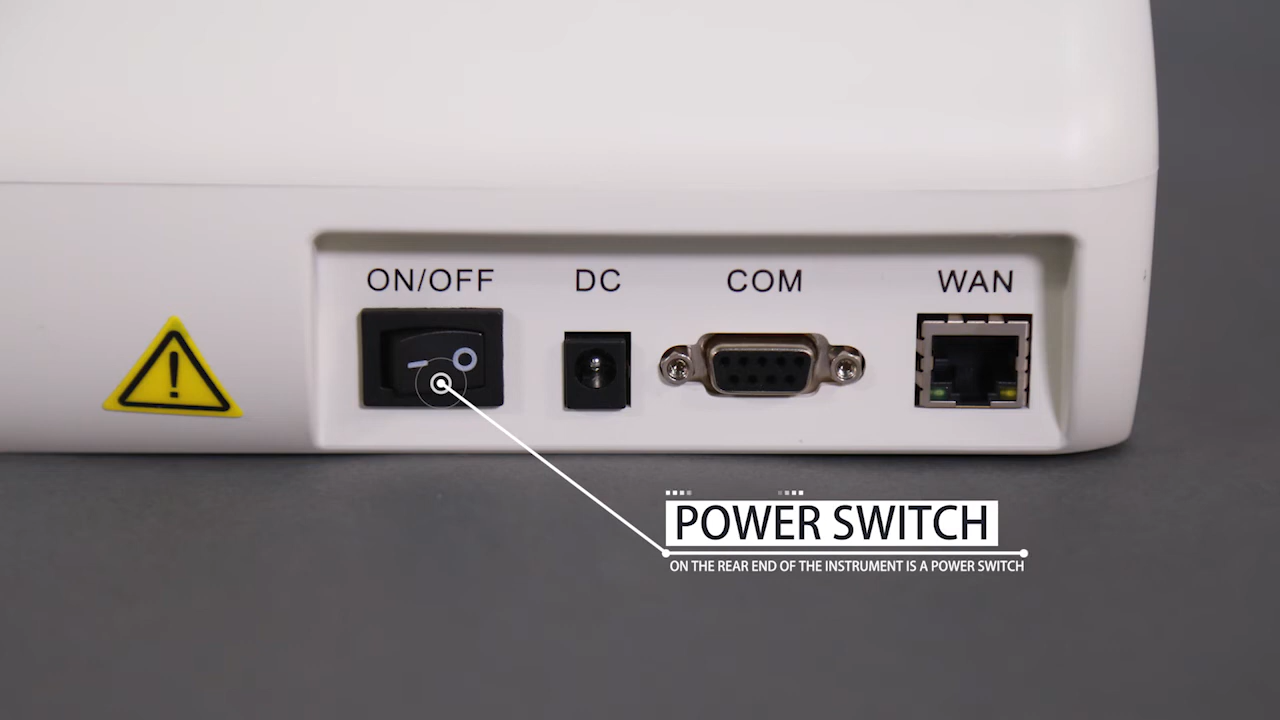 ON/OFF
DC
COM
WAN
POWER SWITCH
ON THE REAR END OF THE INSTRUMENT IS A POWER SWITCH